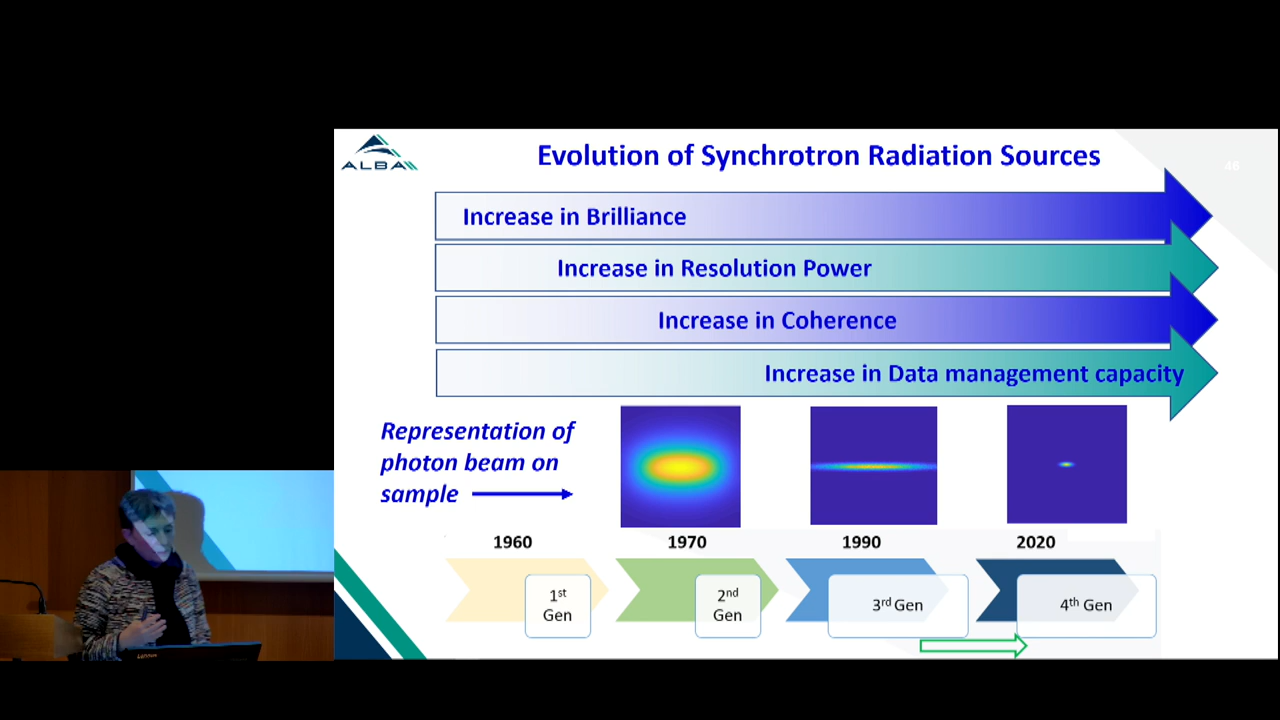 ALBA
Evolution of Synchrotron Radiation Sources
46
Increase in Brilliance
Increase in Resolution Power
Increase in Coherence
Increase in Data management capacity
Representation of
photon beam on
sample
1960
1970
1990
2020
1st
Gen
2nd
Gen
3rd Gen
4th Gen